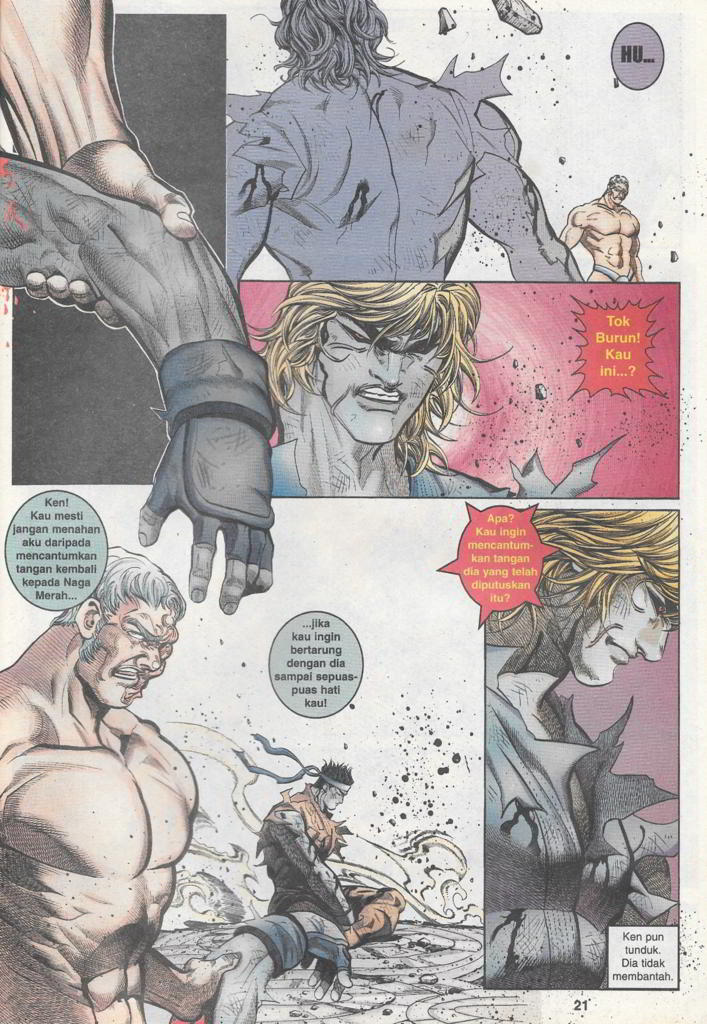 HU...
Tok
Burun!
Kau
ini...?
Ken!
Kau mesti
jangan menahan
aku daripada
mencantumkan
tangan kembali
kepada Naga
Merah...
...jika
kau ingin
bertarung
dengan dia
sampai sepuas-
puas hati
kau!
Apa?
Kau ingin
mencantum-
kan tangan
dia yang telah
diputuskan
itu?
Ken pun
tunduk.
Dia tidak
membantah.
21